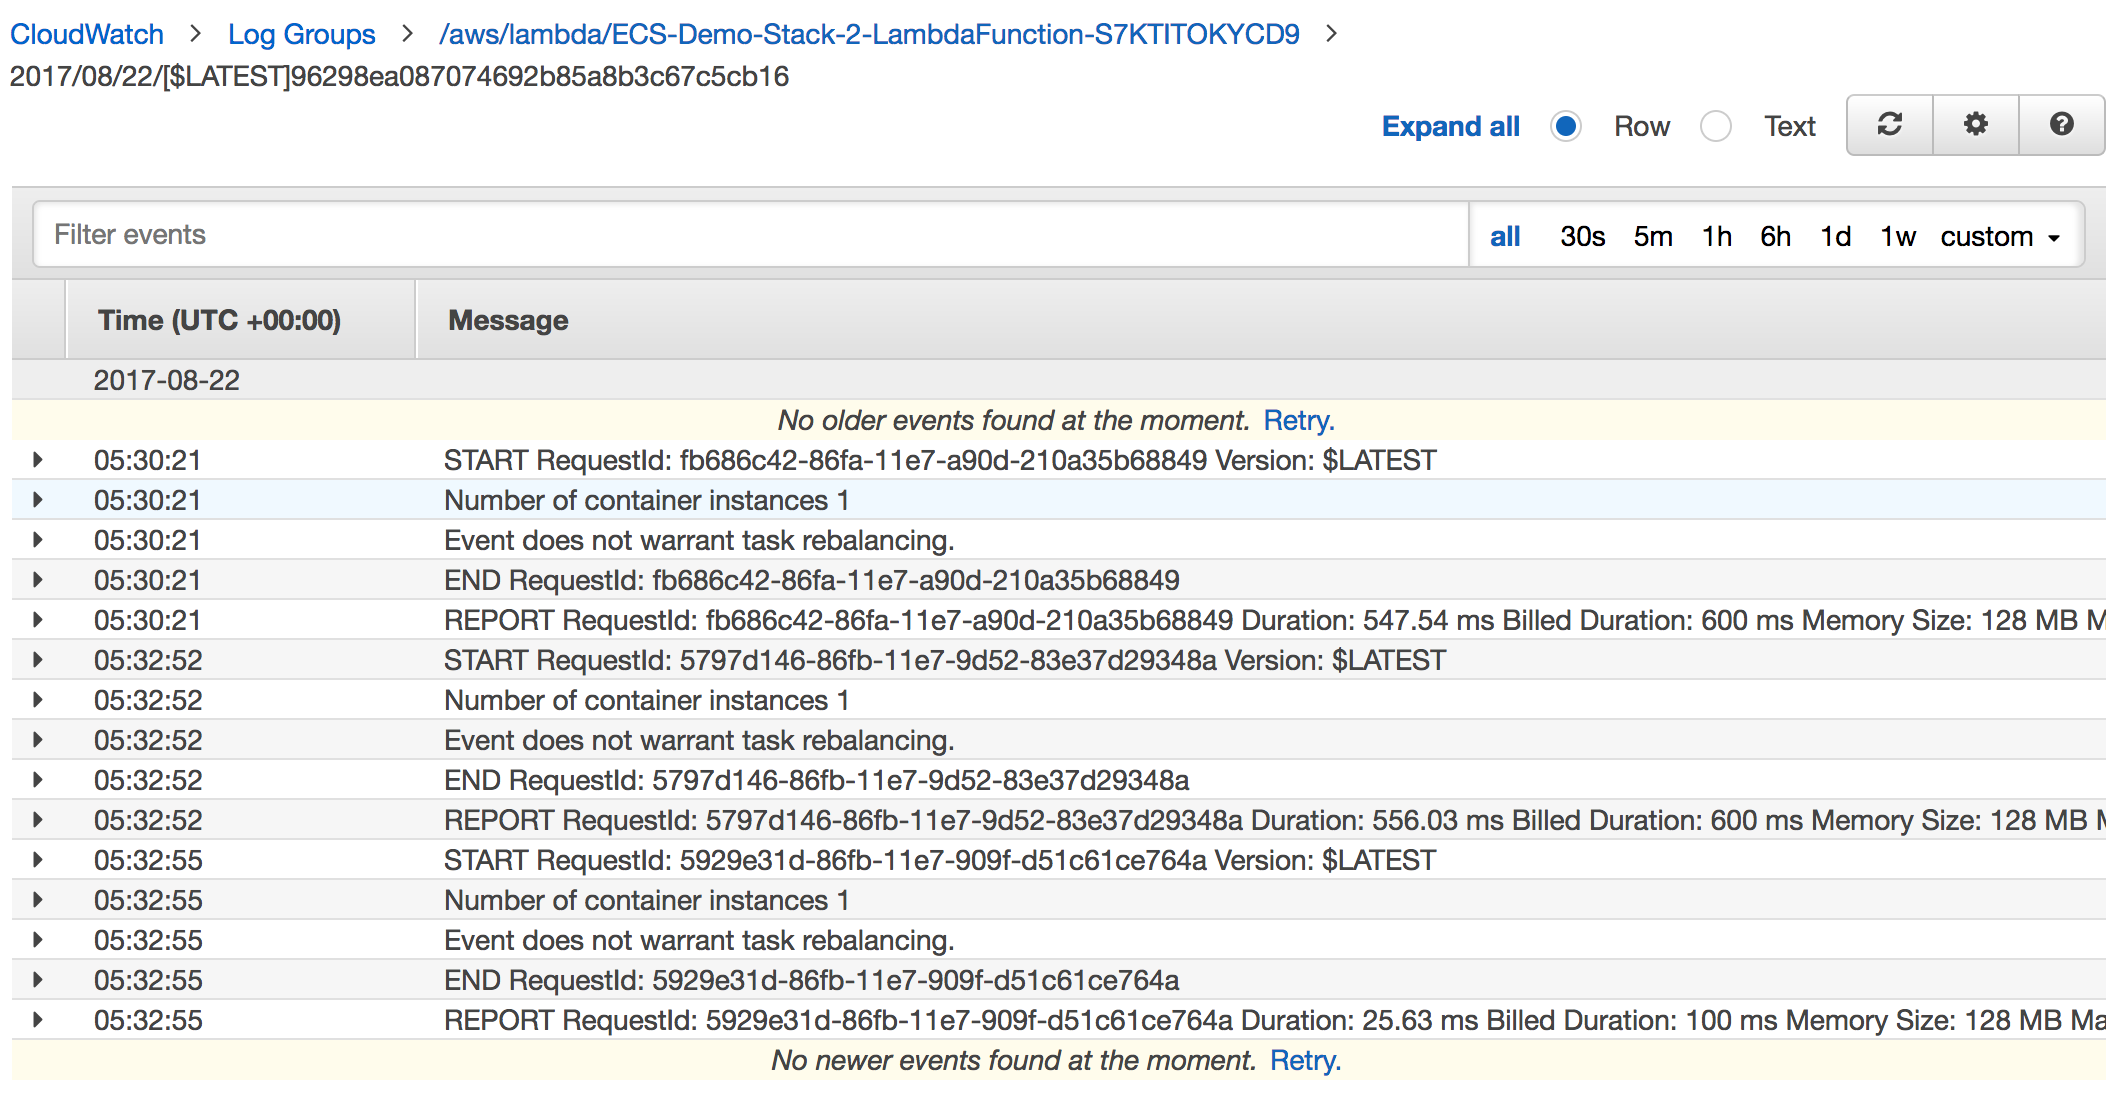 CloudWatch > Log Groups > /aws/lambda/ECS-Demo-Stack-2-LambdaFunction-S7KTITOKYCD9 >
2017/08/22/[$LATEST]96298ea087074692b85a8b3c67c5cb16
Expand all Row Text
Filter events all 30s 5m 1h 6h 1d 1w custom
Time (UTC +00:00) Message
2017-08-22
No older events found at the moment. Retry.
05:30:21 START RequestId: fb686c42-86fa-11e7-a90d-210a35b68849 Version: $LATEST
05:30:21 Number of container instances 1
05:30:21 Event does not warrant task rebalancing.
05:30:21 END RequestId: fb686c42-86fa-11e7-a90d-210a35b68849
05:30:21 REPORT RequestId: fb686c42-86fa-11e7-a90d-210a35b68849 Duration: 547.54 ms Billed Duration: 600 ms Memory Size: 128 MB M
05:32:52 START RequestId: 5797d146-86fb-11e7-9d52-83e37d29348a Version: $LATEST
05:32:52 Number of container instances 1
05:32:52 Event does not warrant task rebalancing.
05:32:52 END RequestId: 5797d146-86fb-11e7-9d52-83e37d29348a
05:32:52 REPORT RequestId: 5797d146-86fb-11e7-9d52-83e37d29348a Duration: 556.03 ms Billed Duration: 600 ms Memory Size: 128 MB M
05:32:55 START RequestId: 5929e31d-86fb-11e7-909f-d51c61ce764a Version: $LATEST
05:32:55 Number of container instances 1
05:32:55 Event does not warrant task rebalancing.
05:32:55 END RequestId: 5929e31d-86fb-11e7-909f-d51c61ce764a
05:32:55 REPORT RequestId: 5929e31d-86fb-11e7-909f-d51c61ce764a Duration: 25.63 ms Billed Duration: 100 ms Memory Size: 128 MB Ma
No newer events found at the moment. Retry.